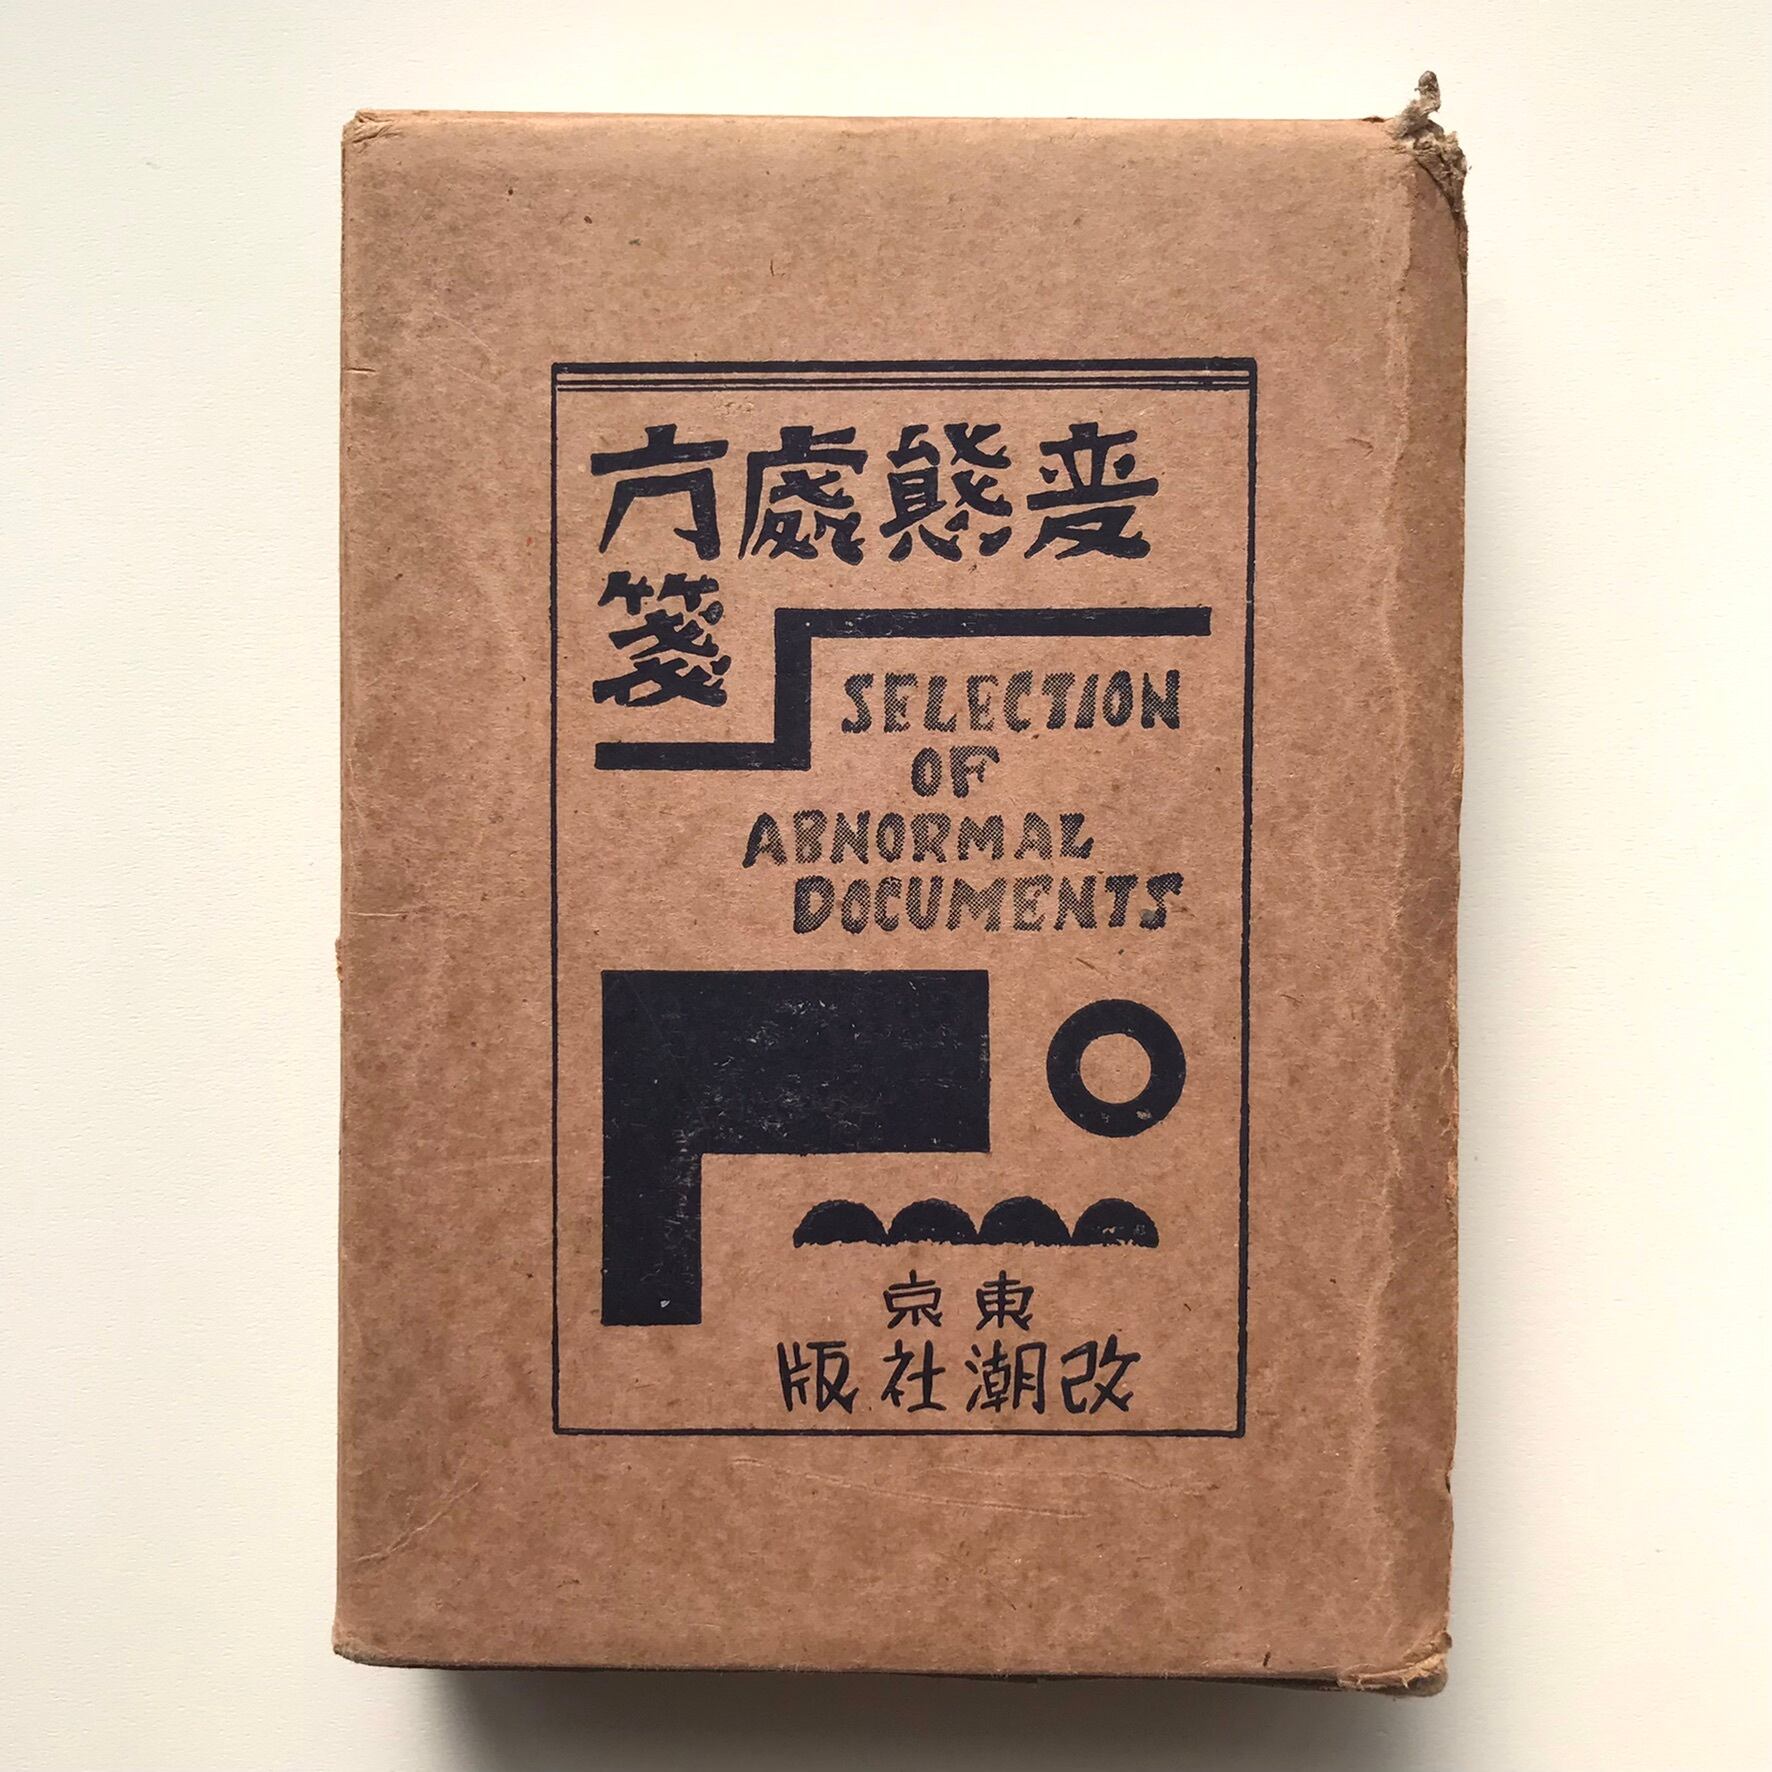 変態處方
箋
SELECTION
OF
ABNORMAL
DOCUMENTS
東京
改潮社版